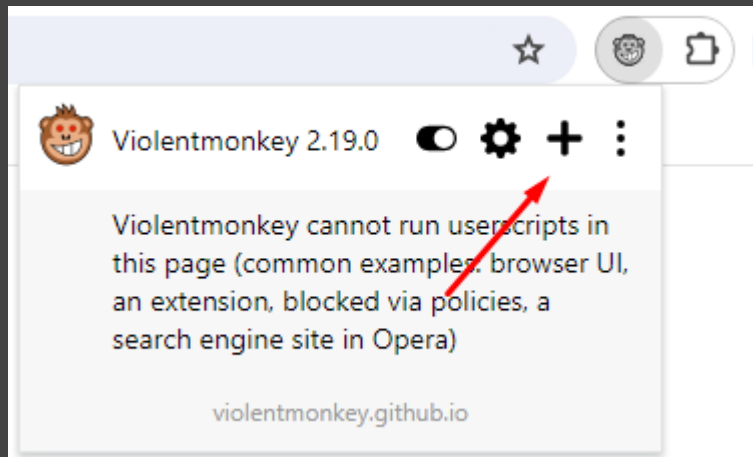 Violentmonkey 2.19.0
Violentmonkey cannot run userscripts in
this page (common examples: browser UI,
an extension, blocked via policies, a
search engine site in Opera)
violentmonkey.github.io